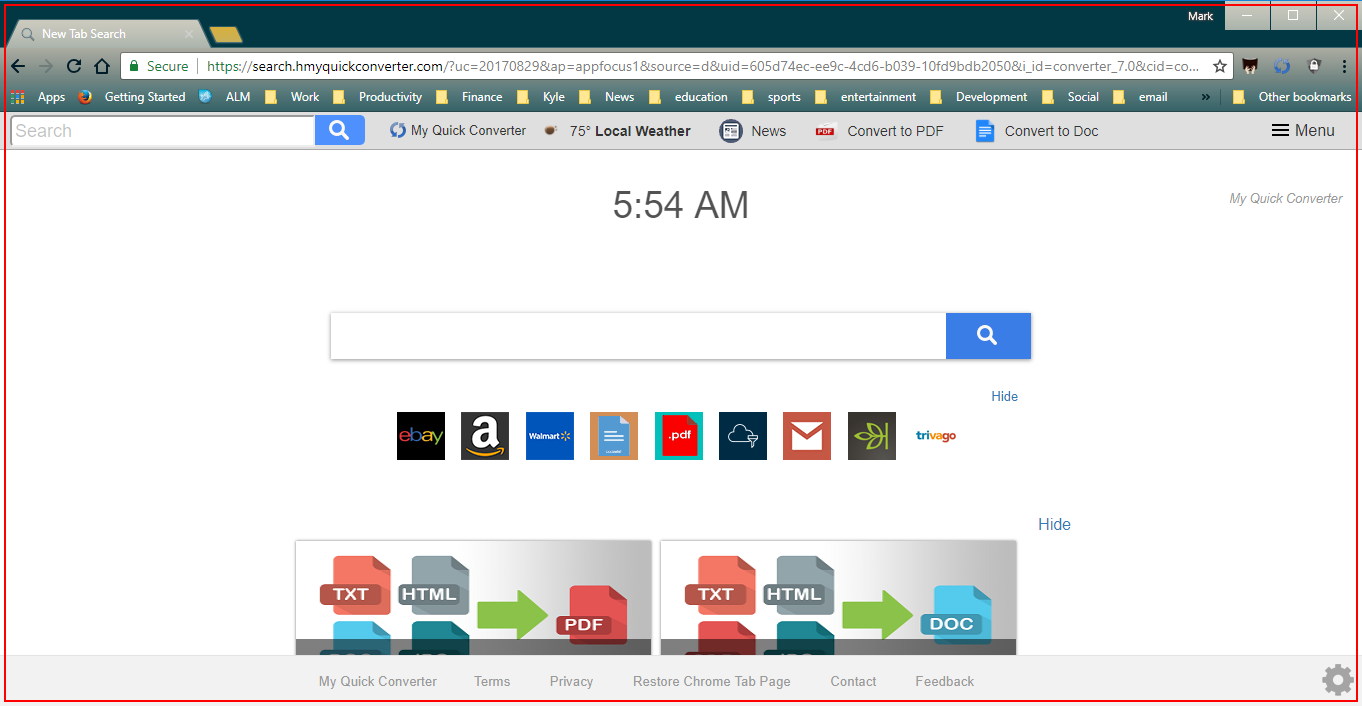 Mark
New Tab Search
Secure https://search.hmyquickconverter.com/?uc=20170829&ap=appfocus1&source=d&uid=605d74ec-ee9c-4cd6-b039-10fd9bdb2050&i_id=converter_7.0&cid=co...
Apps Getting Started ALM Work Productivity Finance Kyle News education sports entertainment Development Social email » Other bookmarks
Search My Quick Converter 75° Local Weather News PDF Convert to PDF Convert to Doc Menu
5:54 AM
My Quick Converter
Hide
ebay a Walmart .pdf trivago
Hide
TXT HTML PDF TXT HTML DOC
My Quick Converter Terms Privacy Restore Chrome Tab Page Contact Feedback